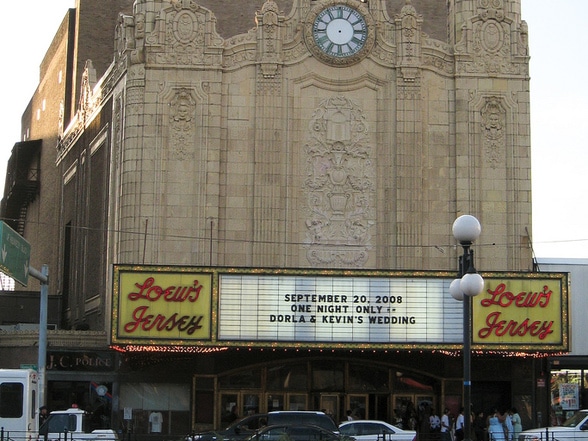 Loew's
Jersey
SEPTEMBER 20, 2008
ONE NIGHT ONLY --
DORLA & KEVIN'S WEDDING
Loew's
Jersey
J.C. POLICE